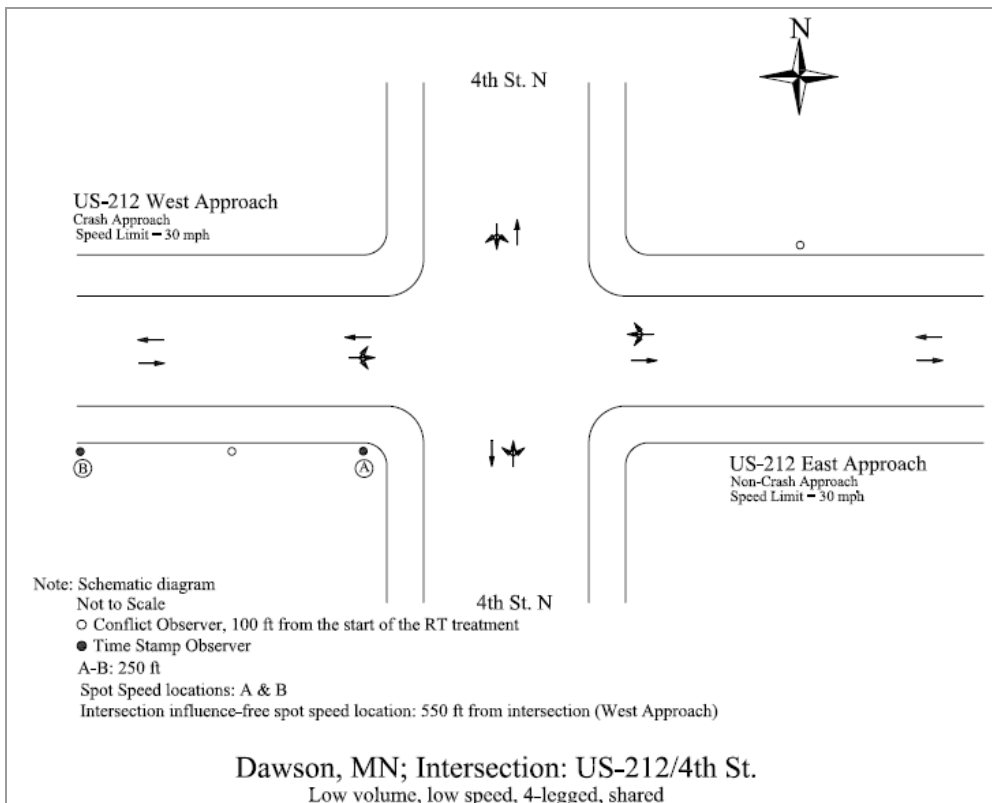 N
4th St. N
US-212 West Approach
Crash Approach
Speed Limit = 30 mph
B
A
US-212 East Approach
Non-Crash Approach
Speed Limit = 30 mph
Note: Schematic diagram
Not to Scale
Conflict Observer, 100 ft from the start of the RT treatment
4th St. N
Time Stamp Observer
A-B: 250 ft
Spot Speed locations: A & B
Intersection influence-free spot speed location: 550 ft from intersection (West Approach)
Dawson, MN; Intersection: US-212/4th St.
Low volume, low speed, 4-legged, shared